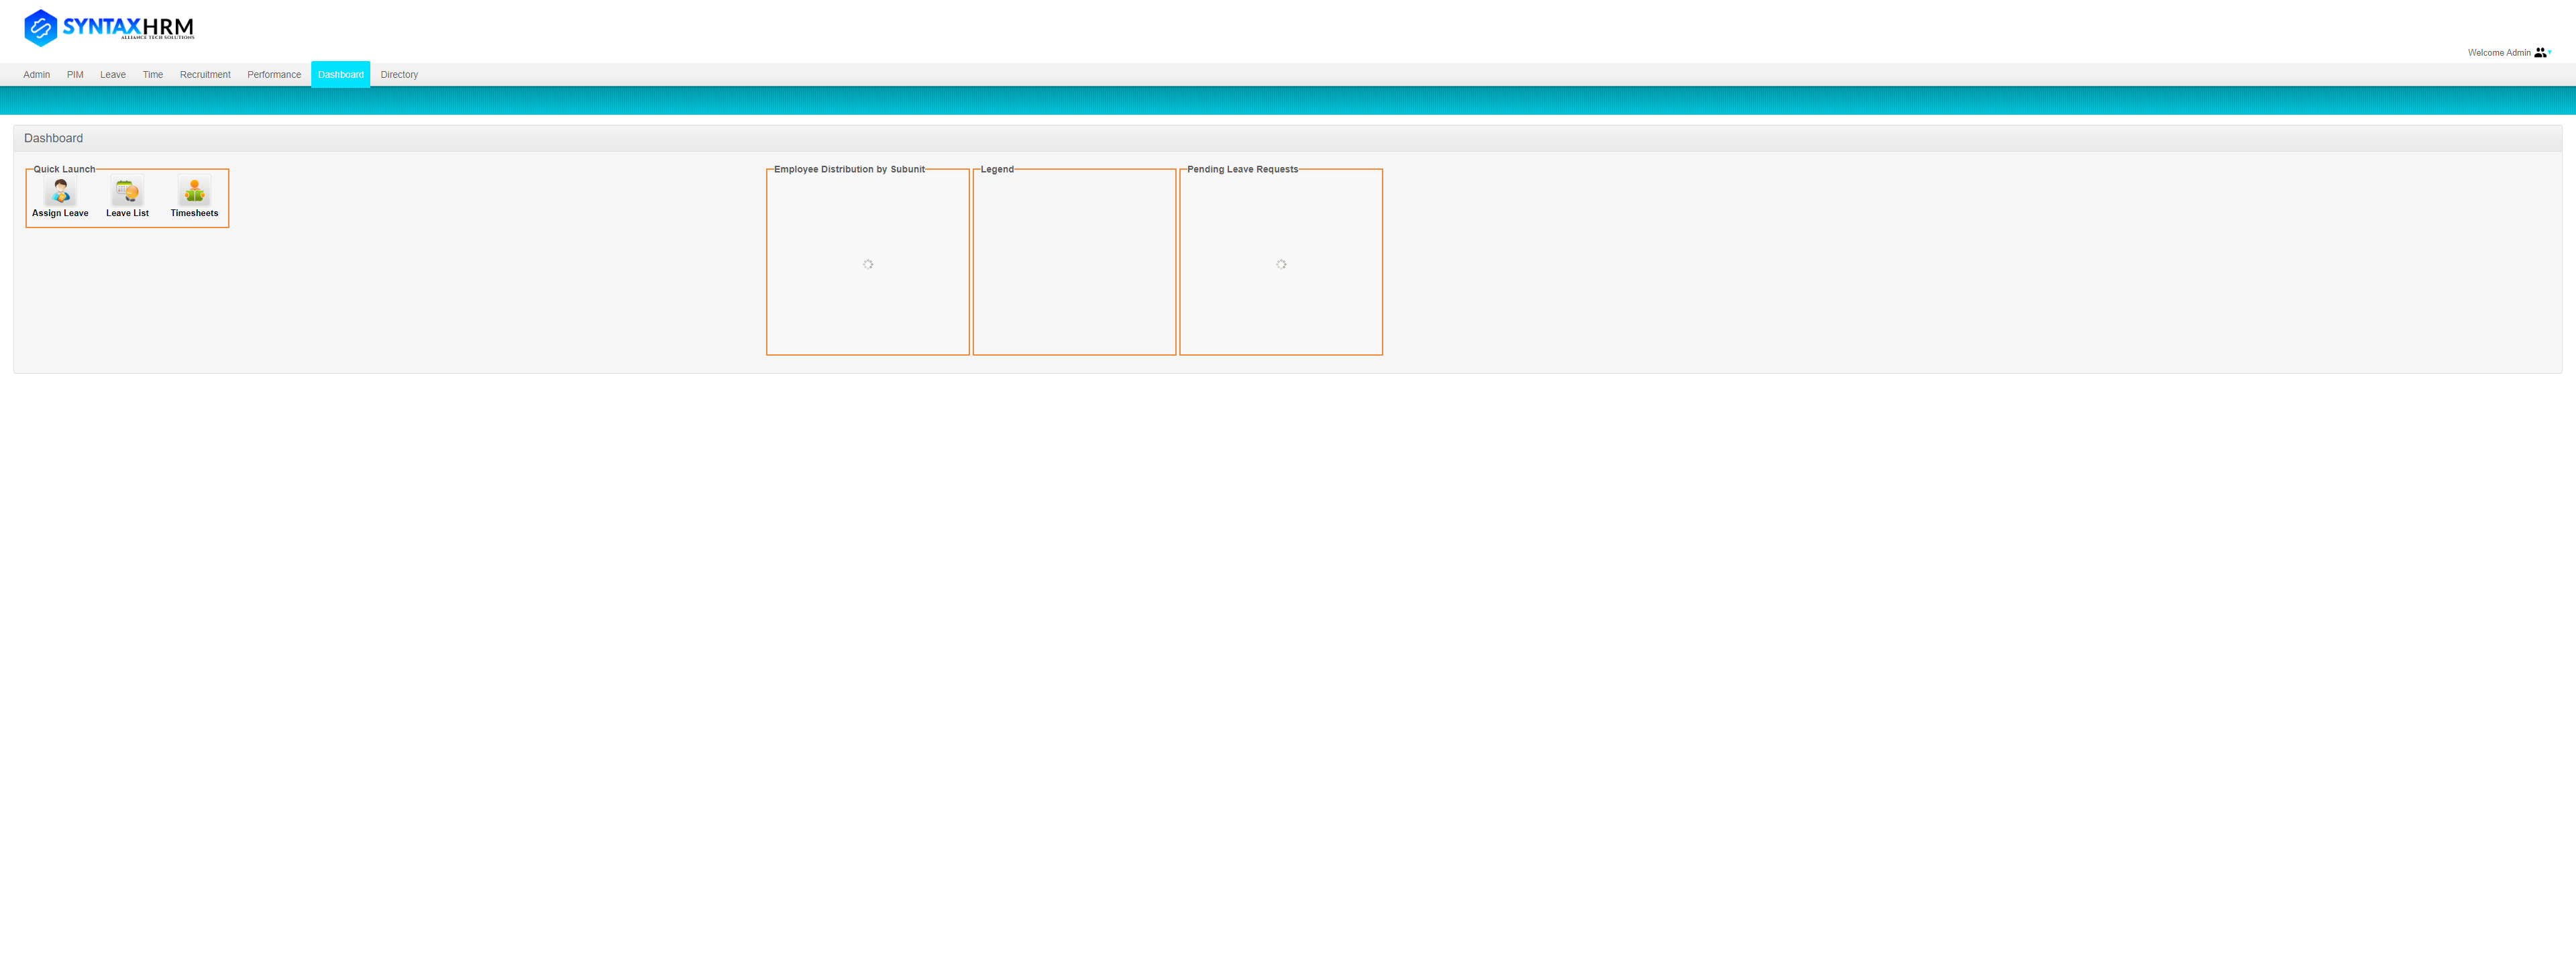 SYNTAXHRM
ALLIANCE TECH SOLUTIONS
Welcome Admin
Admin PIM Leave Time Recruitment Performance Dashboard Directory
Dashboard
Quick Launch
Assign Leave Leave List Timesheets
Employee Distribution by Subunit
Legend
Pending Leave Requests